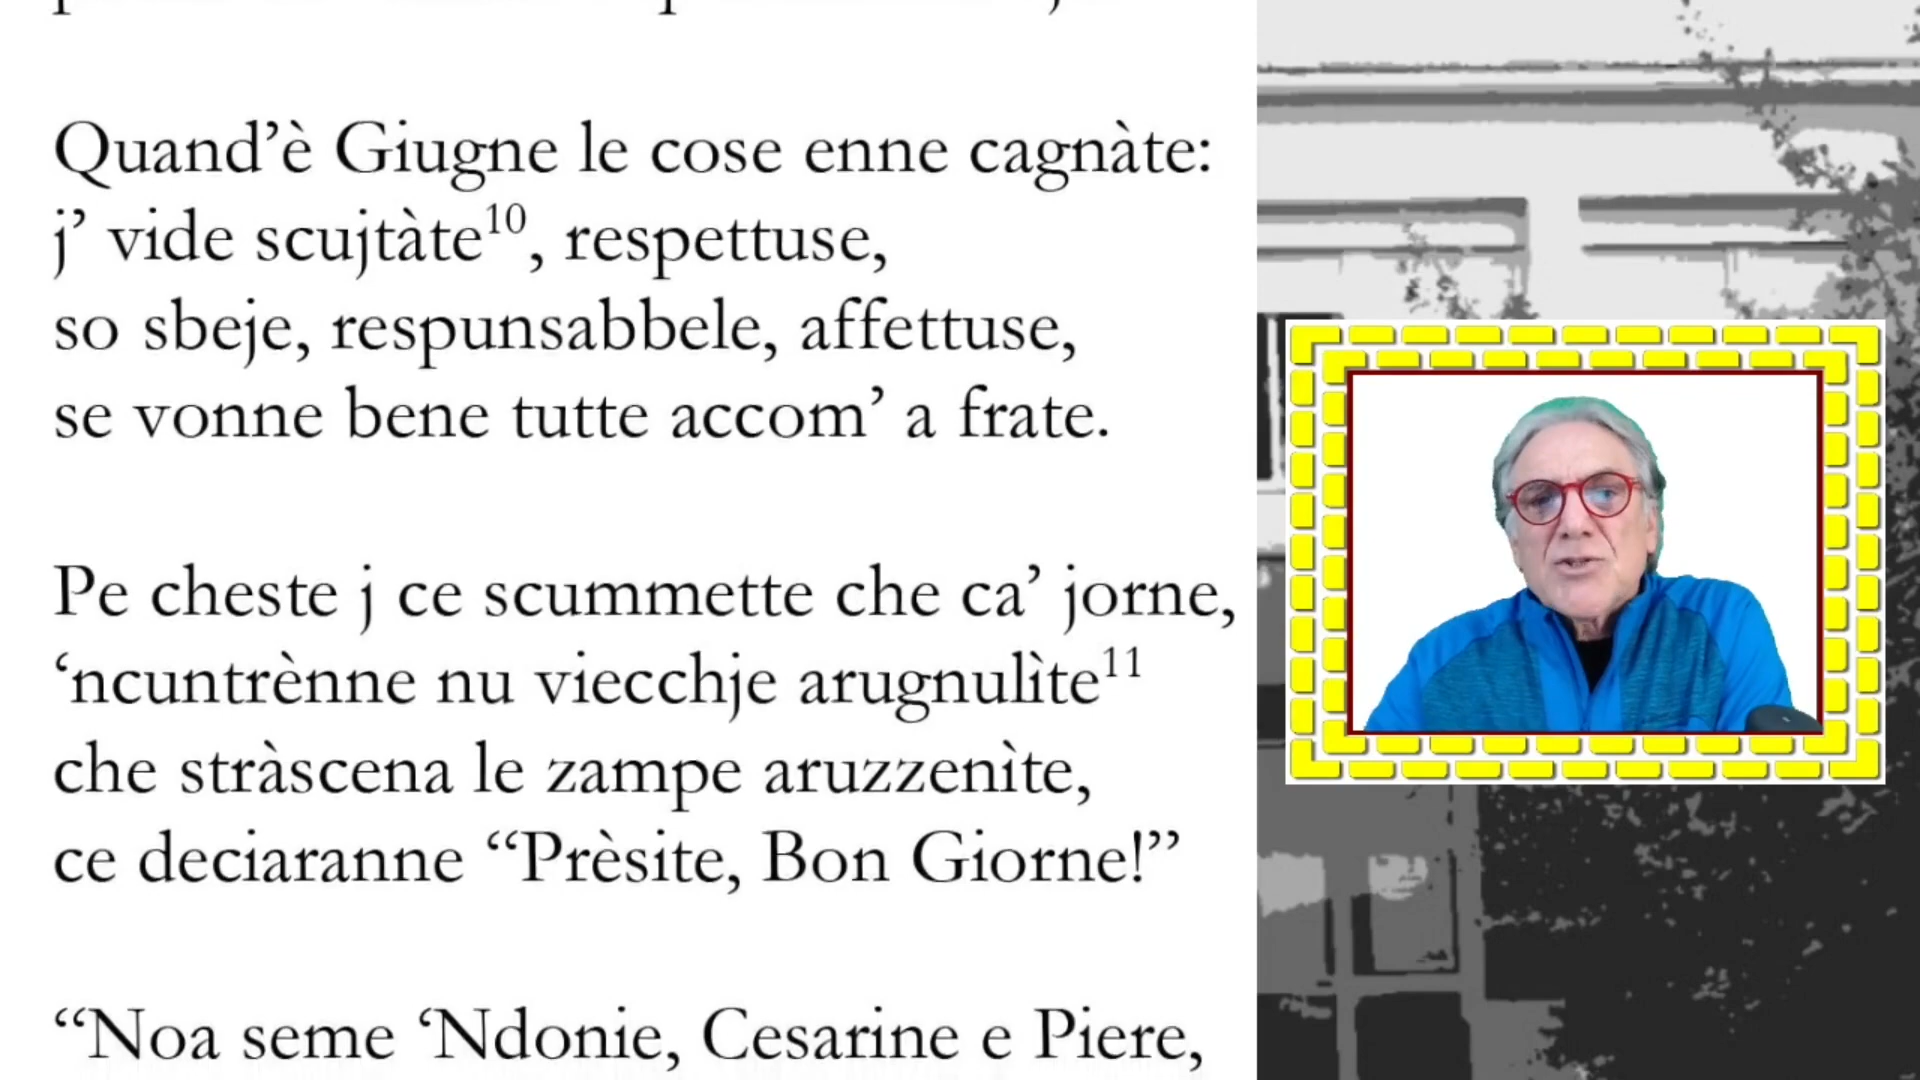 Quand’è Giugne le cose enne cagnàte:
j’ vide scujtàte10, respettuse,
so sbeje, respunsabbele, affettuse,
se vonne bene tutte accom’ a frate.
Pe cheste j ce scummette che ca’ jorne,
‘ncuntrènne nu viecchje arugnulìte11
che stràscena le zampe aruzzenìte,
ce deciaranne “Prèsite, Bon Giorne!”
“Noa seme ‘Ndonie, Cesarine e Piere,